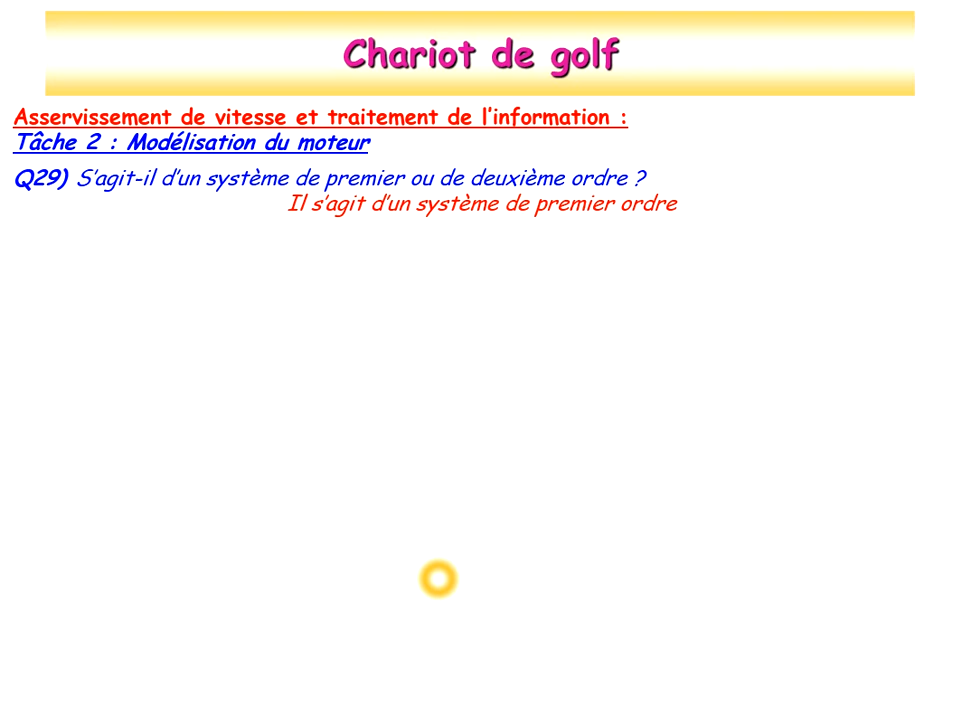 Chariot de golf
Asservissement de vitesse et traitement de l’information :
Tâche 2 : Modélisation du moteur
Q29) S’agit-il d’un système de premier ou de deuxième ordre ?
Il s’agit d’un système de premier ordre